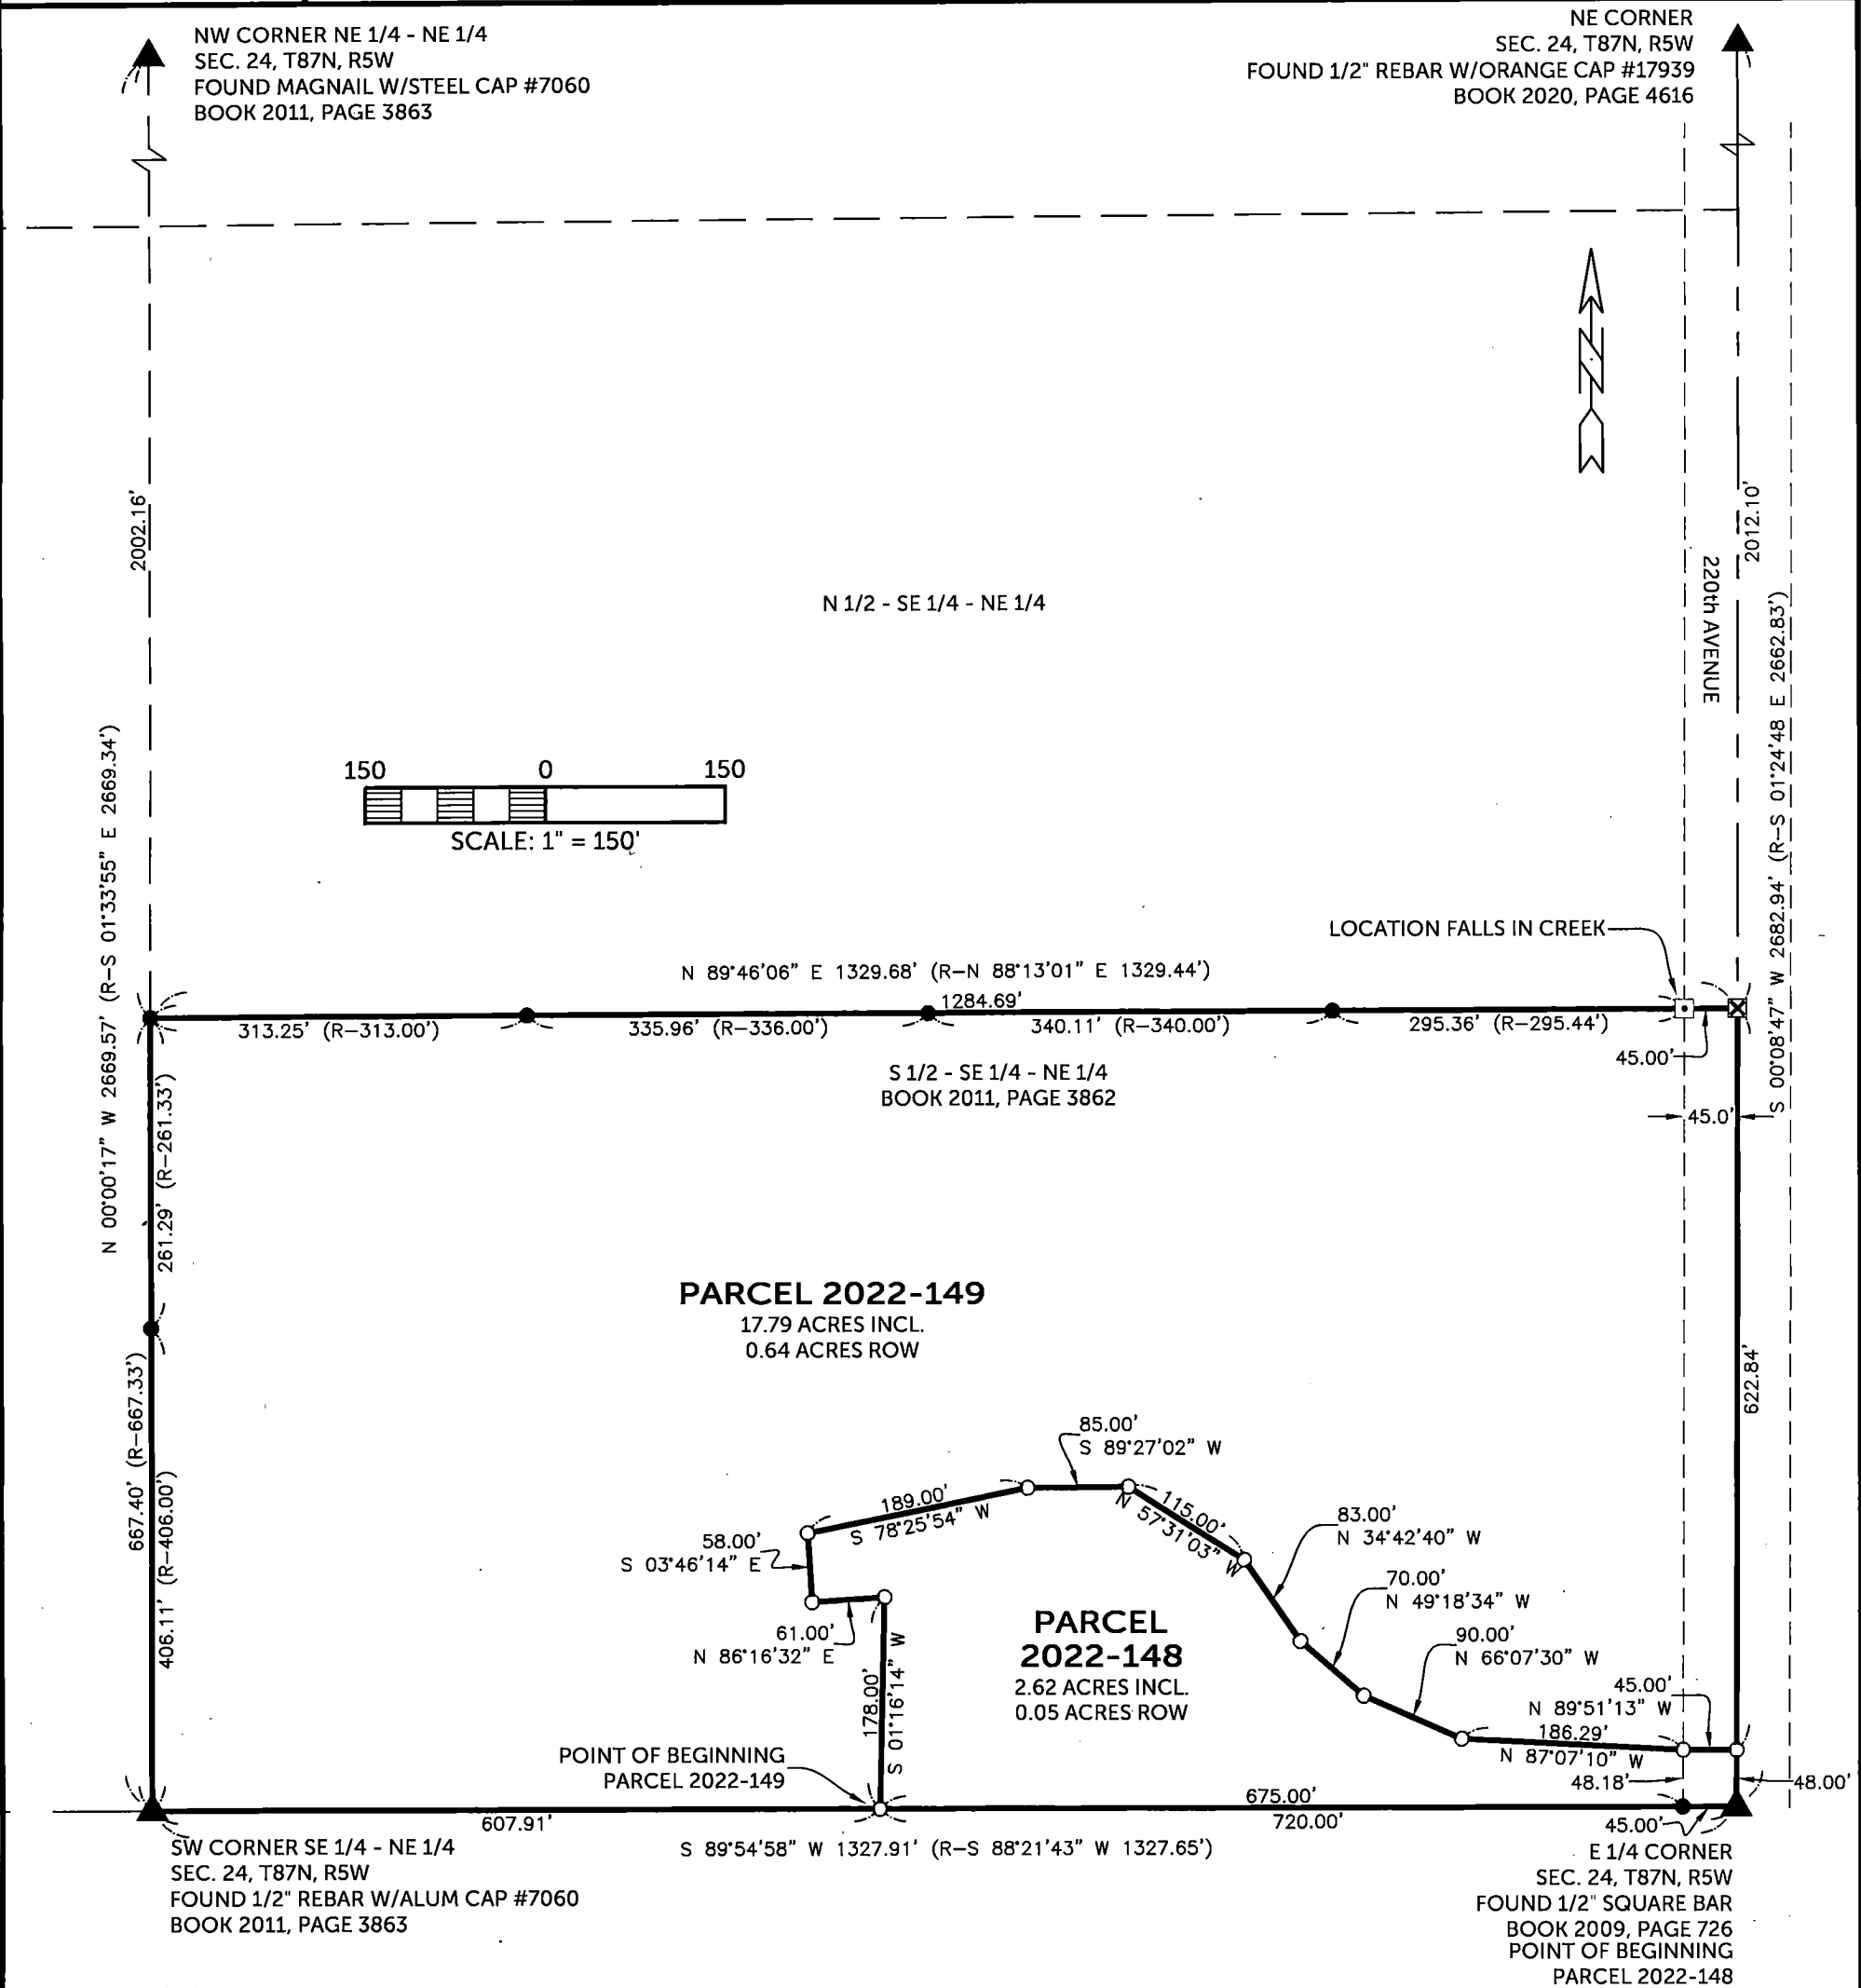 NW CORNER NE 1/4 - NE 1/4
SEC. 24, T87N, R5W
FOUND MAGNAIL W/STEEL CAP #7060
BOOK 2011, PAGE 3863
NE CORNER
SEC. 24, T87N, R5W
FOUND 1/2" REBAR W/ORANGE CAP #17939
BOOK 2020, PAGE 4616
N
2002.16'
2012.10'
220th AVENUE
N 1/2 - SE 1/4 - NE 1/4
N 00°00'17" W 2669.57' (R-S 01°33'55" E 2669.34')
S 00°08'47" W 2682.94' (R-S 01°24'48 E 2662.83')
150 0 150
SCALE: 1" = 150'
LOCATION FALLS IN CREEK
N 89°46'06" E 1329.68' (R-N 88°13'01" E 1329.44')
1284.69'
313.25' (R-313.00')
335.96' (R-336.00')
340.11' (R-340.00')
295.36' (R-295.44')
45.00'
S 1/2 - SE 1/4 - NE 1/4
BOOK 2011, PAGE 3862
45.0'
261.29' (R-261.33')
PARCEL 2022-149
17.79 ACRES INCL.
0.64 ACRES ROW
667.40' (R-667.33')
406.11' (R-406.00')
622.84'
85.00'
S 89°27'02" W
189.00'
S 78°25'54" W
115.00'
N 57°31'03" W
83.00'
N 34°42'40" W
58.00'
S 03°46'14" E
70.00'
N 49°18'34" W
61.00'
N 86°16'32" E
90.00'
N 66°07'30" W
PARCEL
2022-148
2.62 ACRES INCL.
0.05 ACRES ROW
178.00'
S 01°16'14" W
45.00'
N 89°51'13" W
186.29'
N 87°07'10" W
POINT OF BEGINNING
PARCEL 2022-149
48.18'
48.00'
607.91'
675.00'
720.00'
45.00'
S 89°54'58" W 1327.91' (R-S 88°21'43" W 1327.65')
SW CORNER SE 1/4 - NE 1/4
SEC. 24, T87N, R5W
FOUND 1/2" REBAR W/ALUM CAP #7060
BOOK 2011, PAGE 3863
E 1/4 CORNER
SEC. 24, T87N, R5W
FOUND 1/2" SQUARE BAR
BOOK 2009, PAGE 726
POINT OF BEGINNING
PARCEL 2022-148